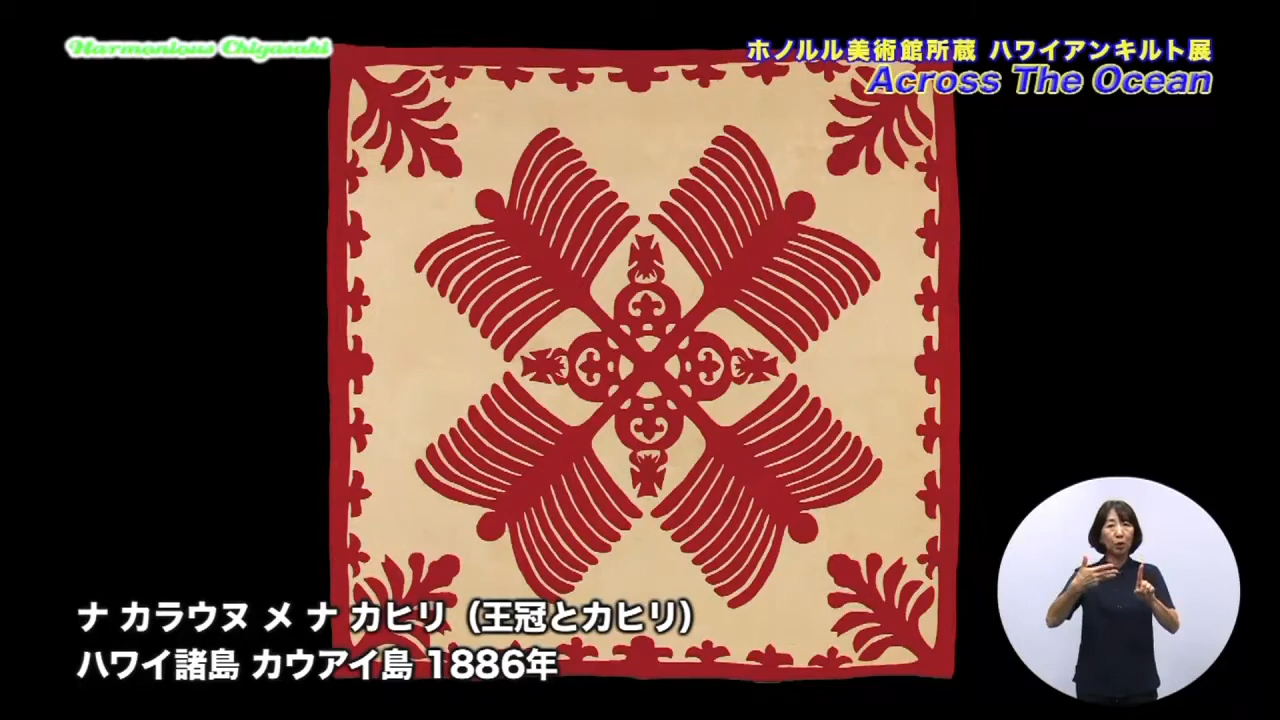 Harmonious Chigasaki
ホノルル美術館所蔵 ハワイアンキルト展
Across The Ocean
ナ カラウヌ メ ナ カヒリ（王冠とカヒリ）
ハワイ諸島 カウアイ島 1886年